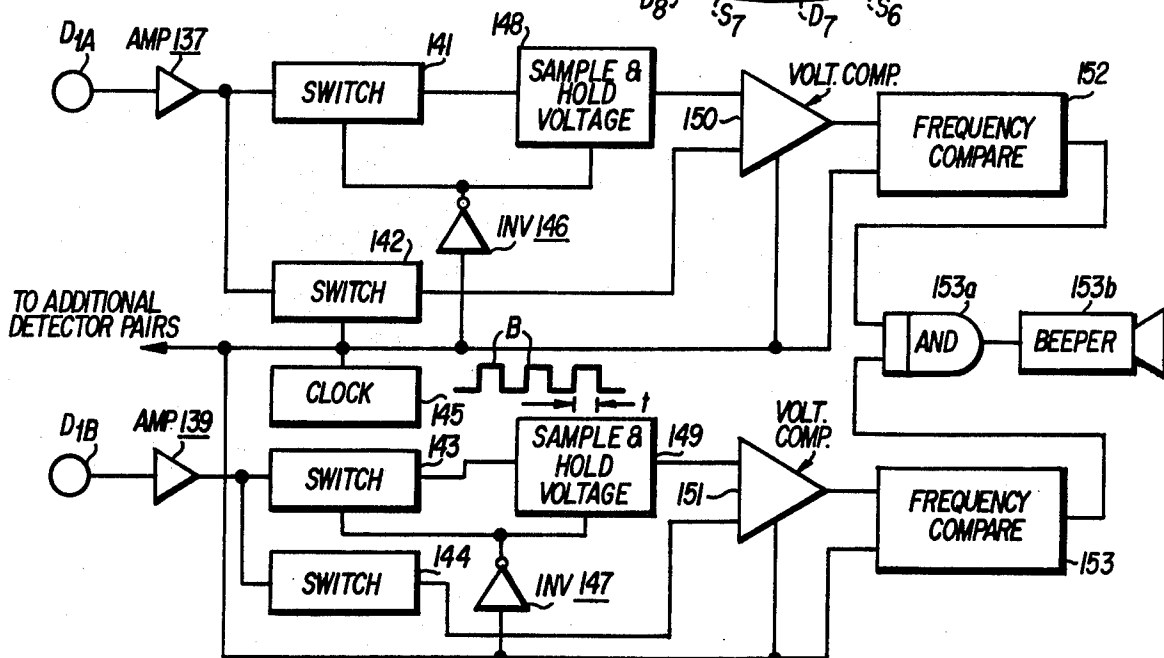 D8 S7 D7 S6
D1A
AMP 137
141
SWITCH
148
SAMPLE &
HOLD
VOLTAGE
VOLT. COMP.
150
152
FREQUENCY
COMPARE
INV 146
142
SWITCH
TO ADDITIONAL
DETECTOR PAIRS
153a
AND
153b
BEEPER
CLOCK
145
B
t
D1B
AMP 139
143
SWITCH
SAMPLE &
HOLD
VOLTAGE
149
VOLT.
COMP.
151
FREQUENCY
COMPARE
153
144
SWITCH
INV 147